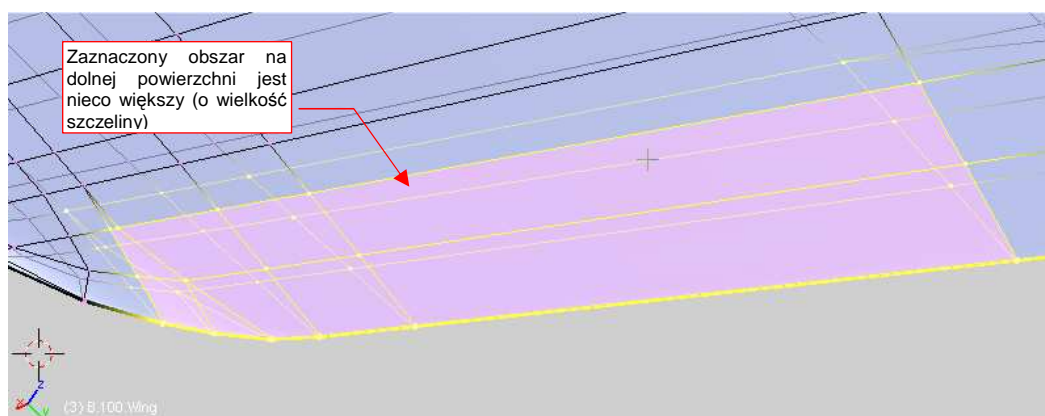 Zaznaczony obszar na
dolnej powierzchni jest
nieco większy (o wielkość
szczeliny)
z
x
y
(3) B.100.Wing